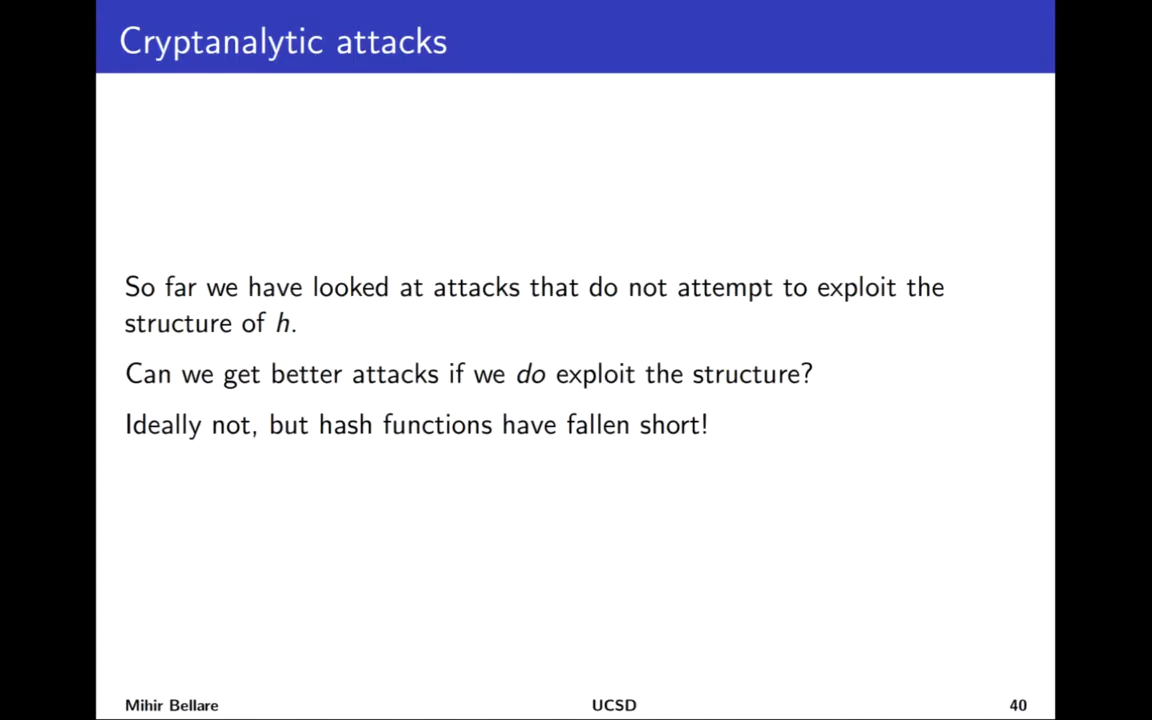 Cryptanalytic attacks
So far we have looked at attacks that do not attempt to exploit the
structure of h.
Can we get better attacks if we do exploit the structure?
Ideally not, but hash functions have fallen short!
Mihir Bellare UCSD 40